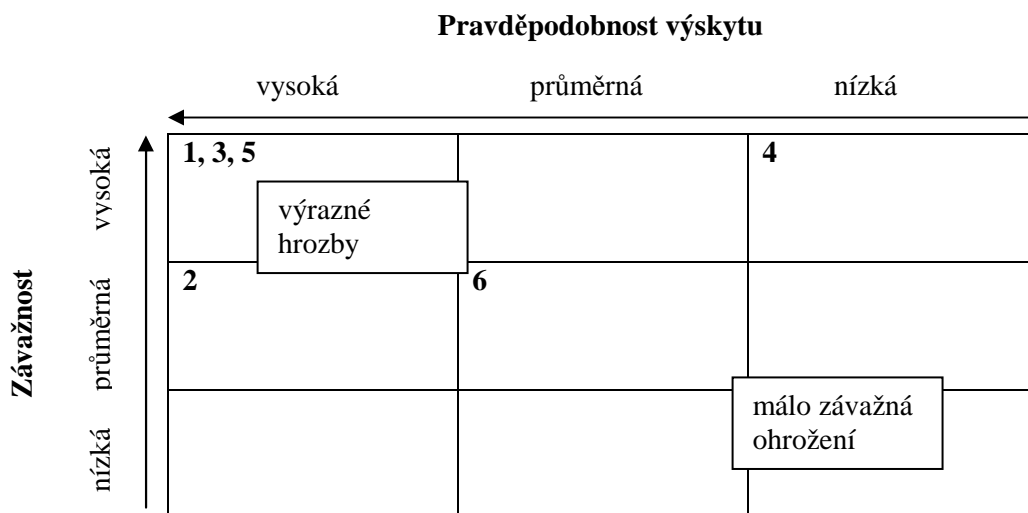 Pravděpodobnost výskytu
vysoká
průměrná
nízká
Závažnost
vysoká
1, 3, 5
4
výrazné
hrozby
průměrná
2
6
nízká
málo závažná
ohrožení